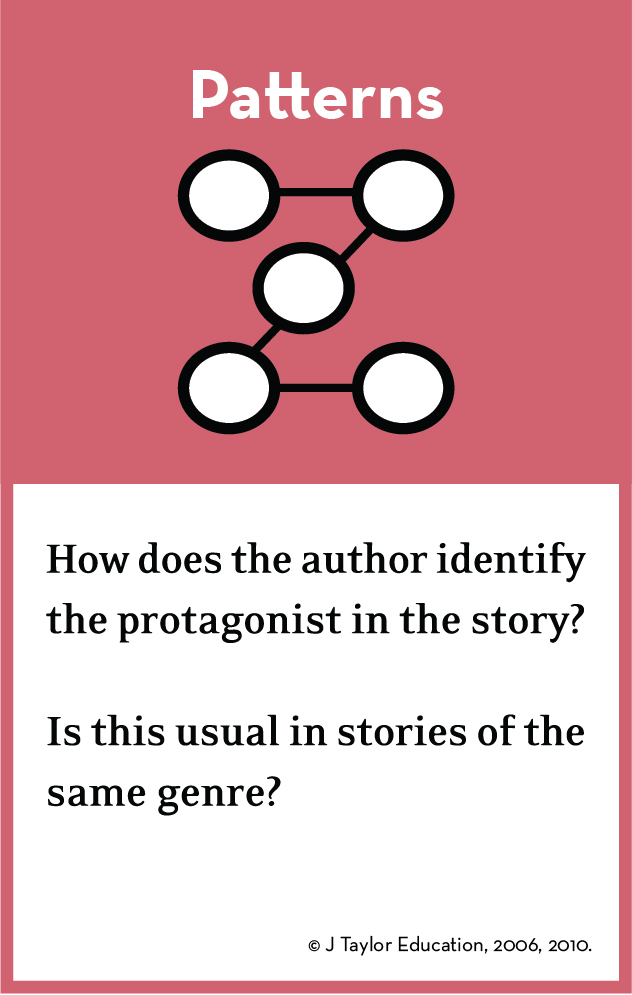 Patterns
How does the author identify
the protagonist in the story?
Is this usual in stories of the
same genre?
© J Taylor Education, 2006, 2010.